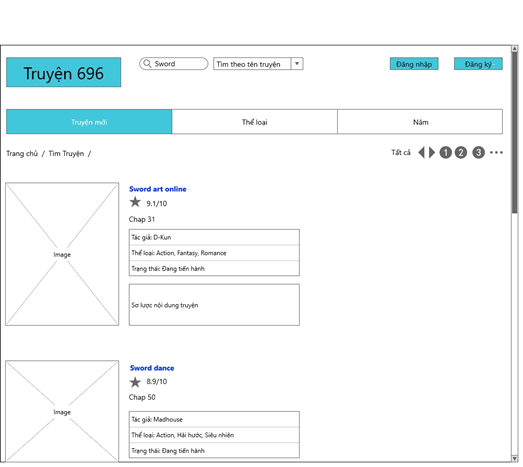 Truyện 696
Sword
Tìm theo tên truyện
Đăng nhập
Đăng ký
Truyện mới
Thể loại
Năm
Trang chủ / Tìm Truyện /
Tất cả
1 2 3 •••
Image
Sword art online
9.1/10
Chap 31
Tác giả: D-Kun
Thể loại: Action, Fantasy, Romance
Trạng thái: Đang tiến hành
Sơ lược nội dung truyện
Image
Sword dance
8.9/10
Chap 50
Tác giả: Madhouse
Thể loại: Action, Hài hước, Siêu nhiên
Trạng thái: Đang tiến hành